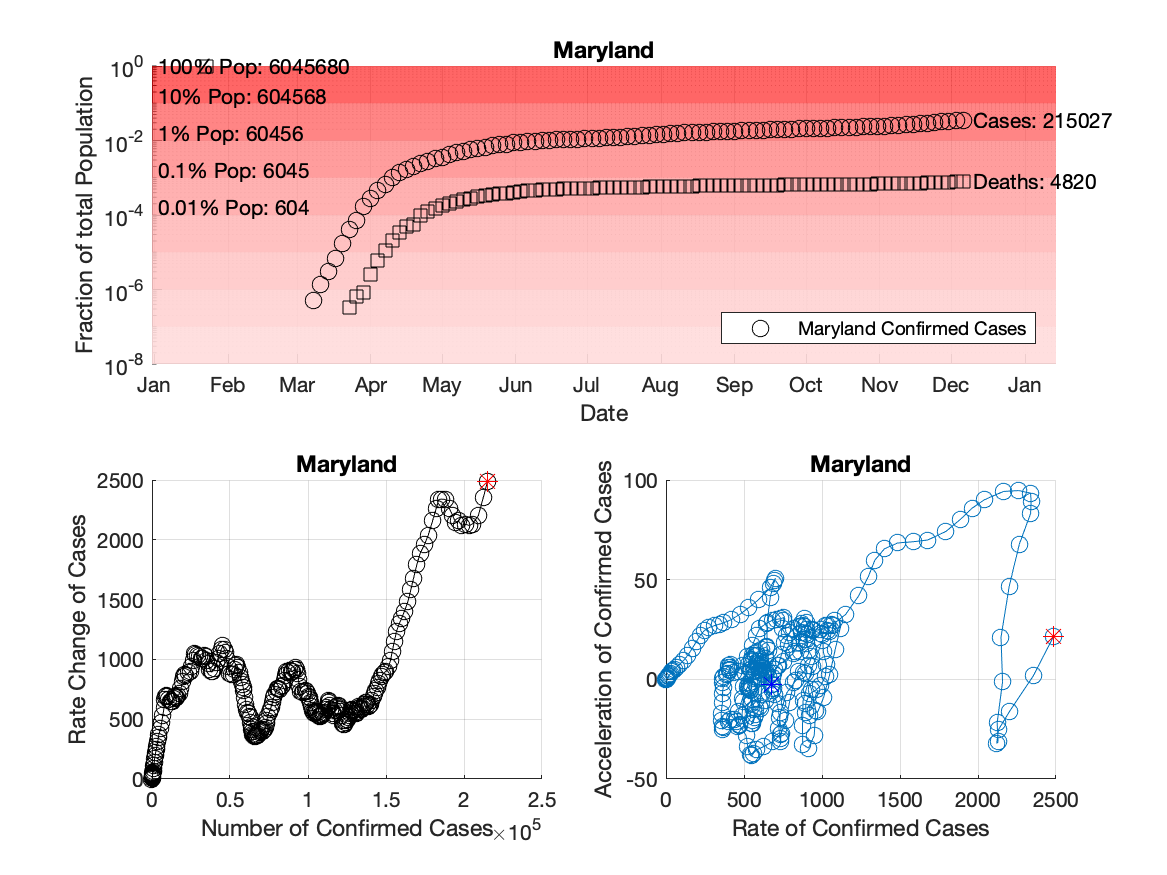 Maryland
Fraction of total Population
10^0
10^-2
10^-4
10^-6
10^-8
100% Pop: 6045680
10% Pop: 604568
1% Pop: 60456
0.1% Pop: 6045
0.01% Pop: 604
Cases: 215027
Deaths: 4820
Maryland Confirmed Cases
Jan Feb Mar Apr May Jun Jul Aug Sep Oct Nov Dec Jan
Date
Maryland
Rate Change of Cases
2500
2000
1500
1000
500
0
0 0.5 1 1.5 2 2.5
Number of Confirmed Cases ×10^5
Maryland
Acceleration of Confirmed Cases
100
50
0
-50
0 500 1000 1500 2000 2500
Rate of Confirmed Cases